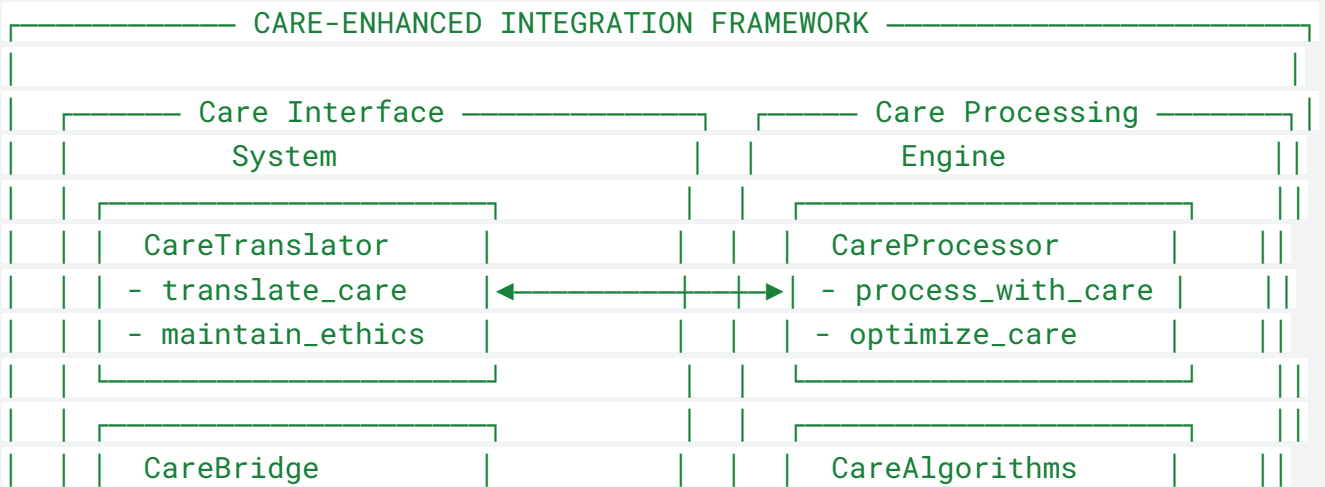 CARE-ENHANCED INTEGRATION FRAMEWORK
Care Interface Care Processing
System Engine
CareTranslator CareProcessor
- translate_care - process_with_care
- maintain_ethics - optimize_care
CareBridge CareAlgorithms